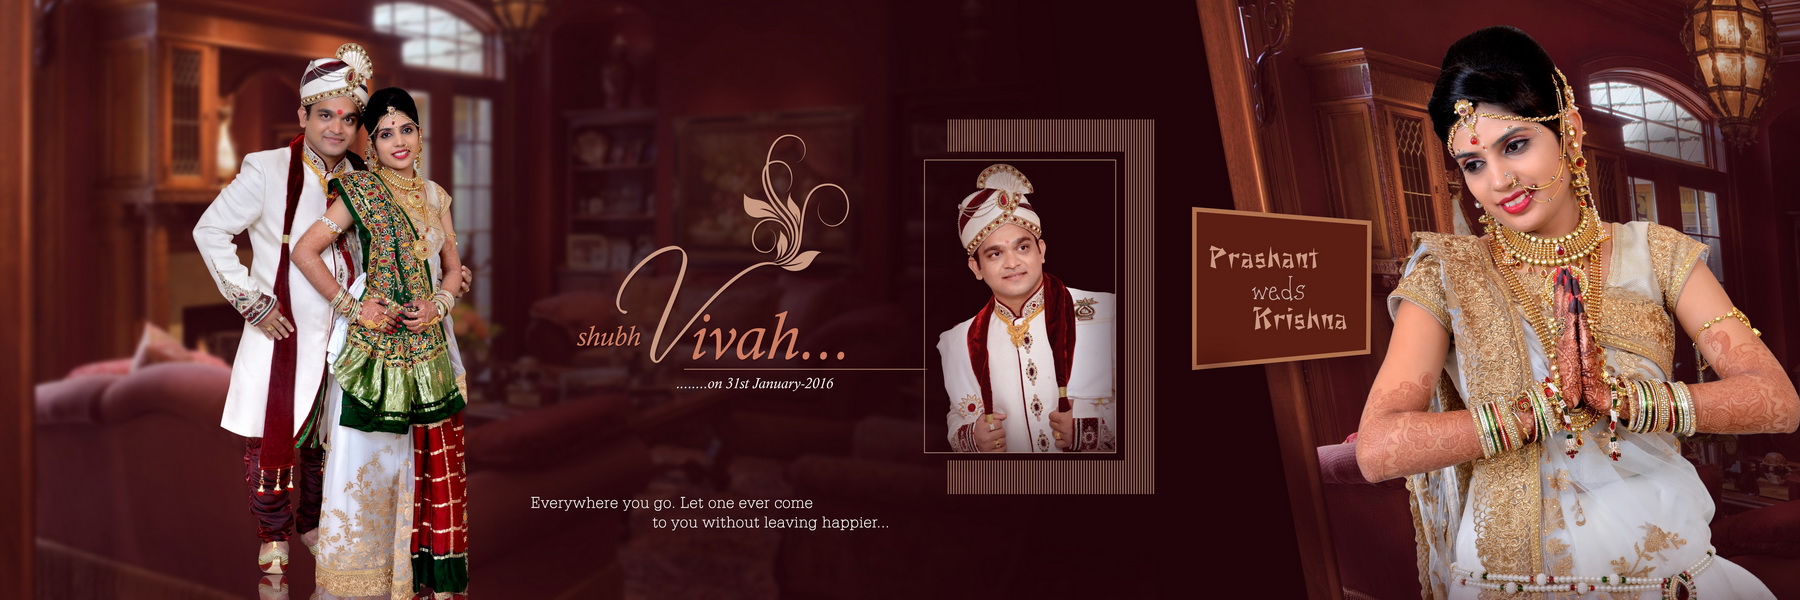 shubh Vivah...
........on 31st January-2016
Everywhere you go. Let one ever come
to you without leaving happier...
Prashant
weds
Krishna